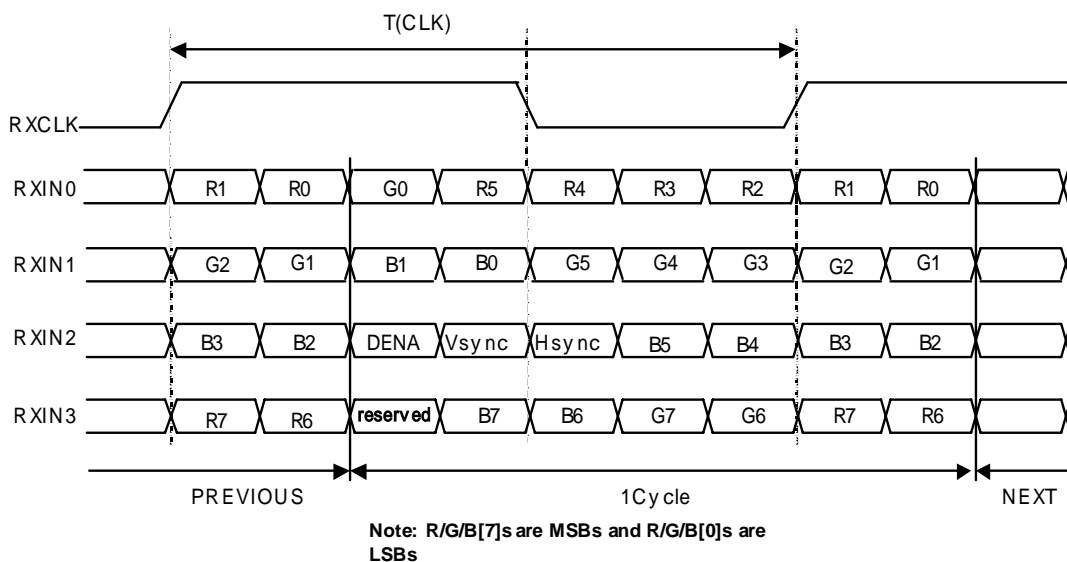 T(CLK)
RXCLK
RXIN0 R1 R0 G0 R5 R4 R3 R2 R1 R0
RXIN1 G2 G1 B1 B0 G5 G4 G3 G2 G1
RXIN2 B3 B2 DENA Vsync Hsync B5 B4 B3 B2
RXIN3 R7 R6 reserved B7 B6 G7 G6 R7 R6
PREVIOUS 1Cycle NEXT
Note: R/G/B[7]s are MSBs and R/G/B[0]s are
LSBs